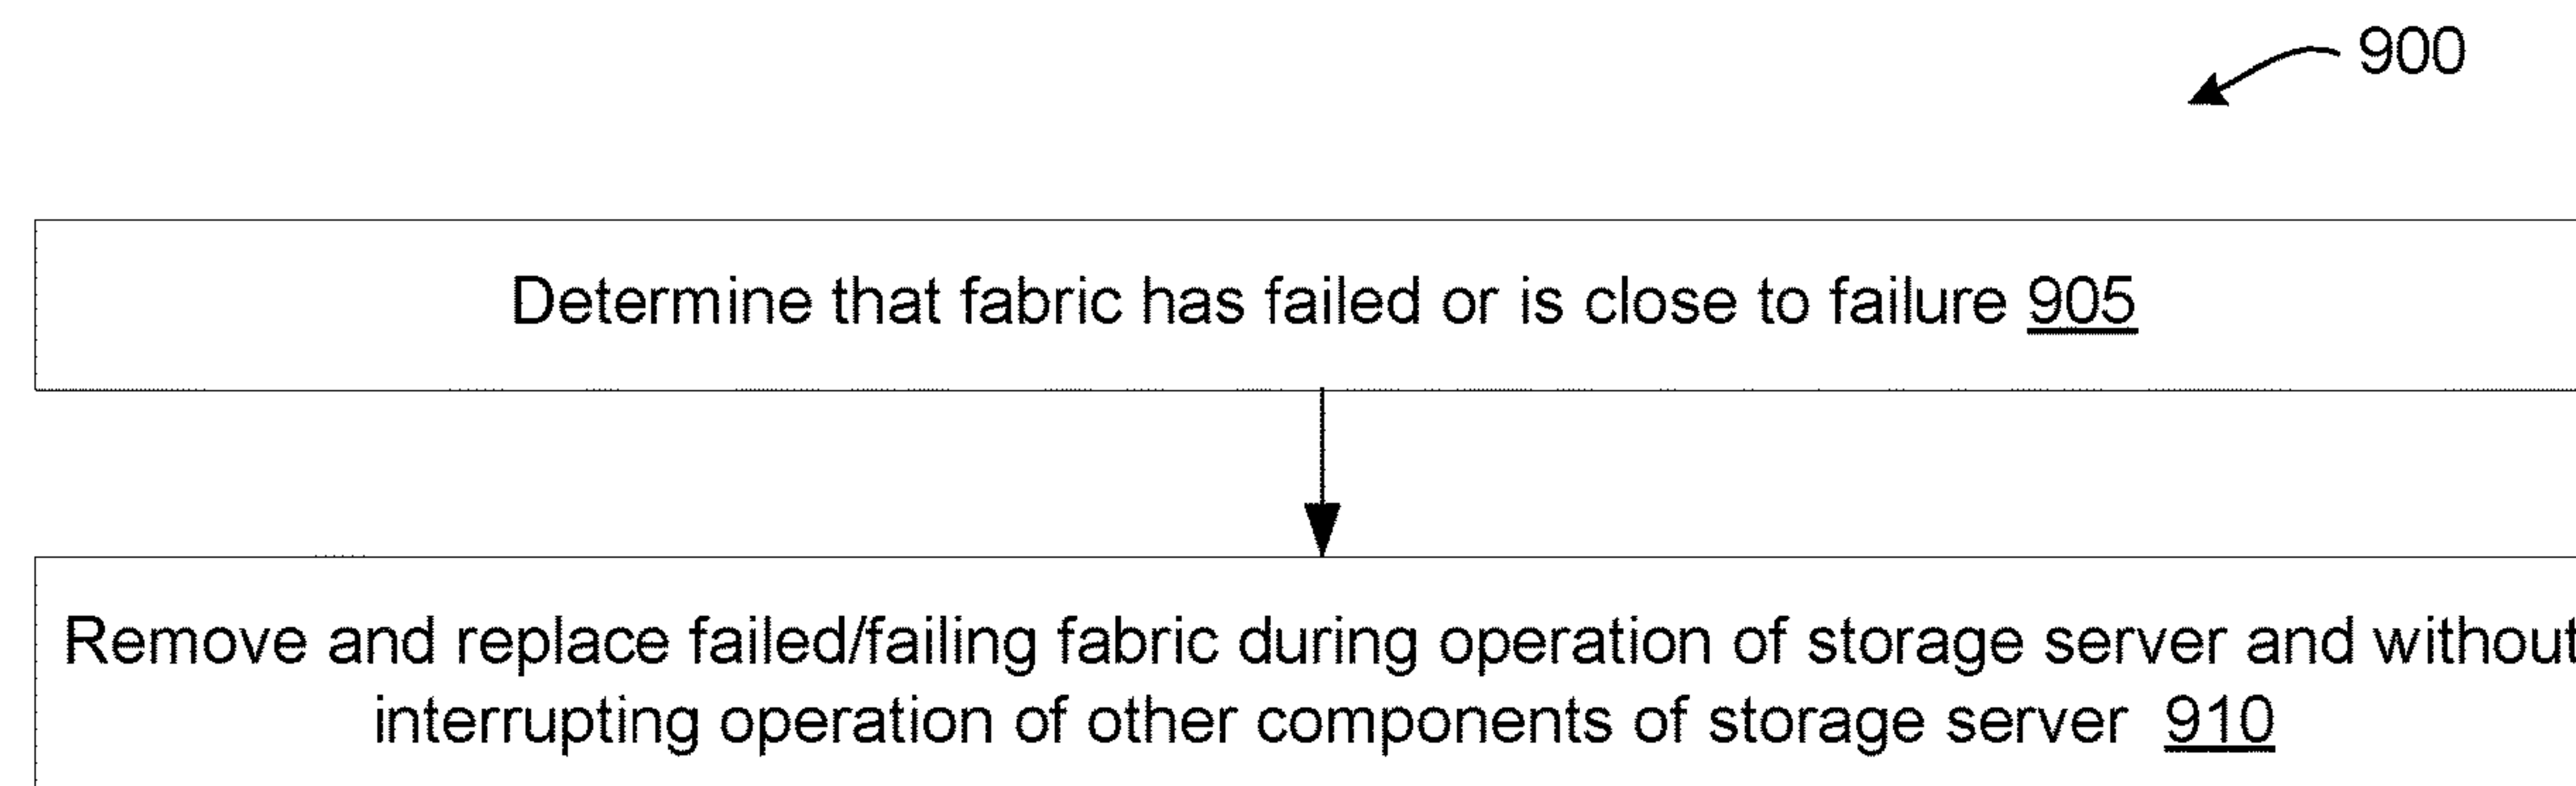 900
Determine that fabric has failed or is close to failure 905
Remove and replace failed/failing fabric during operation of storage server and without
interrupting operation of other components of storage server 910